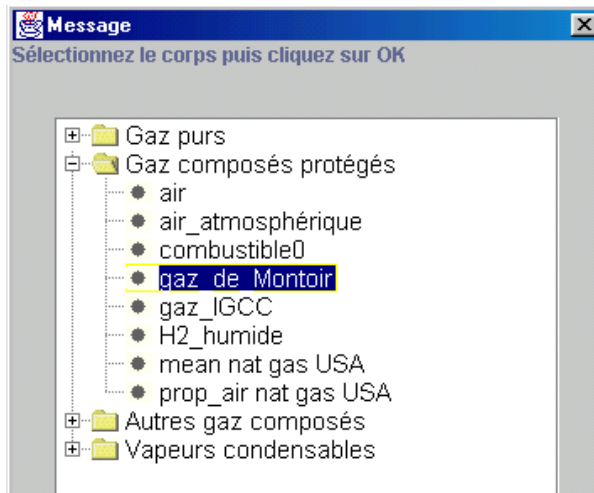 Message
Sélectionnez le corps puis cliquez sur OK
Gaz purs
Gaz composés protégés
air
air_atmosphérique
combustible0
gaz_de_Montoir
gaz_IGCC
H2_humide
mean nat gas USA
prop_air nat gas USA
Autres gaz composés
Vapeurs condensables